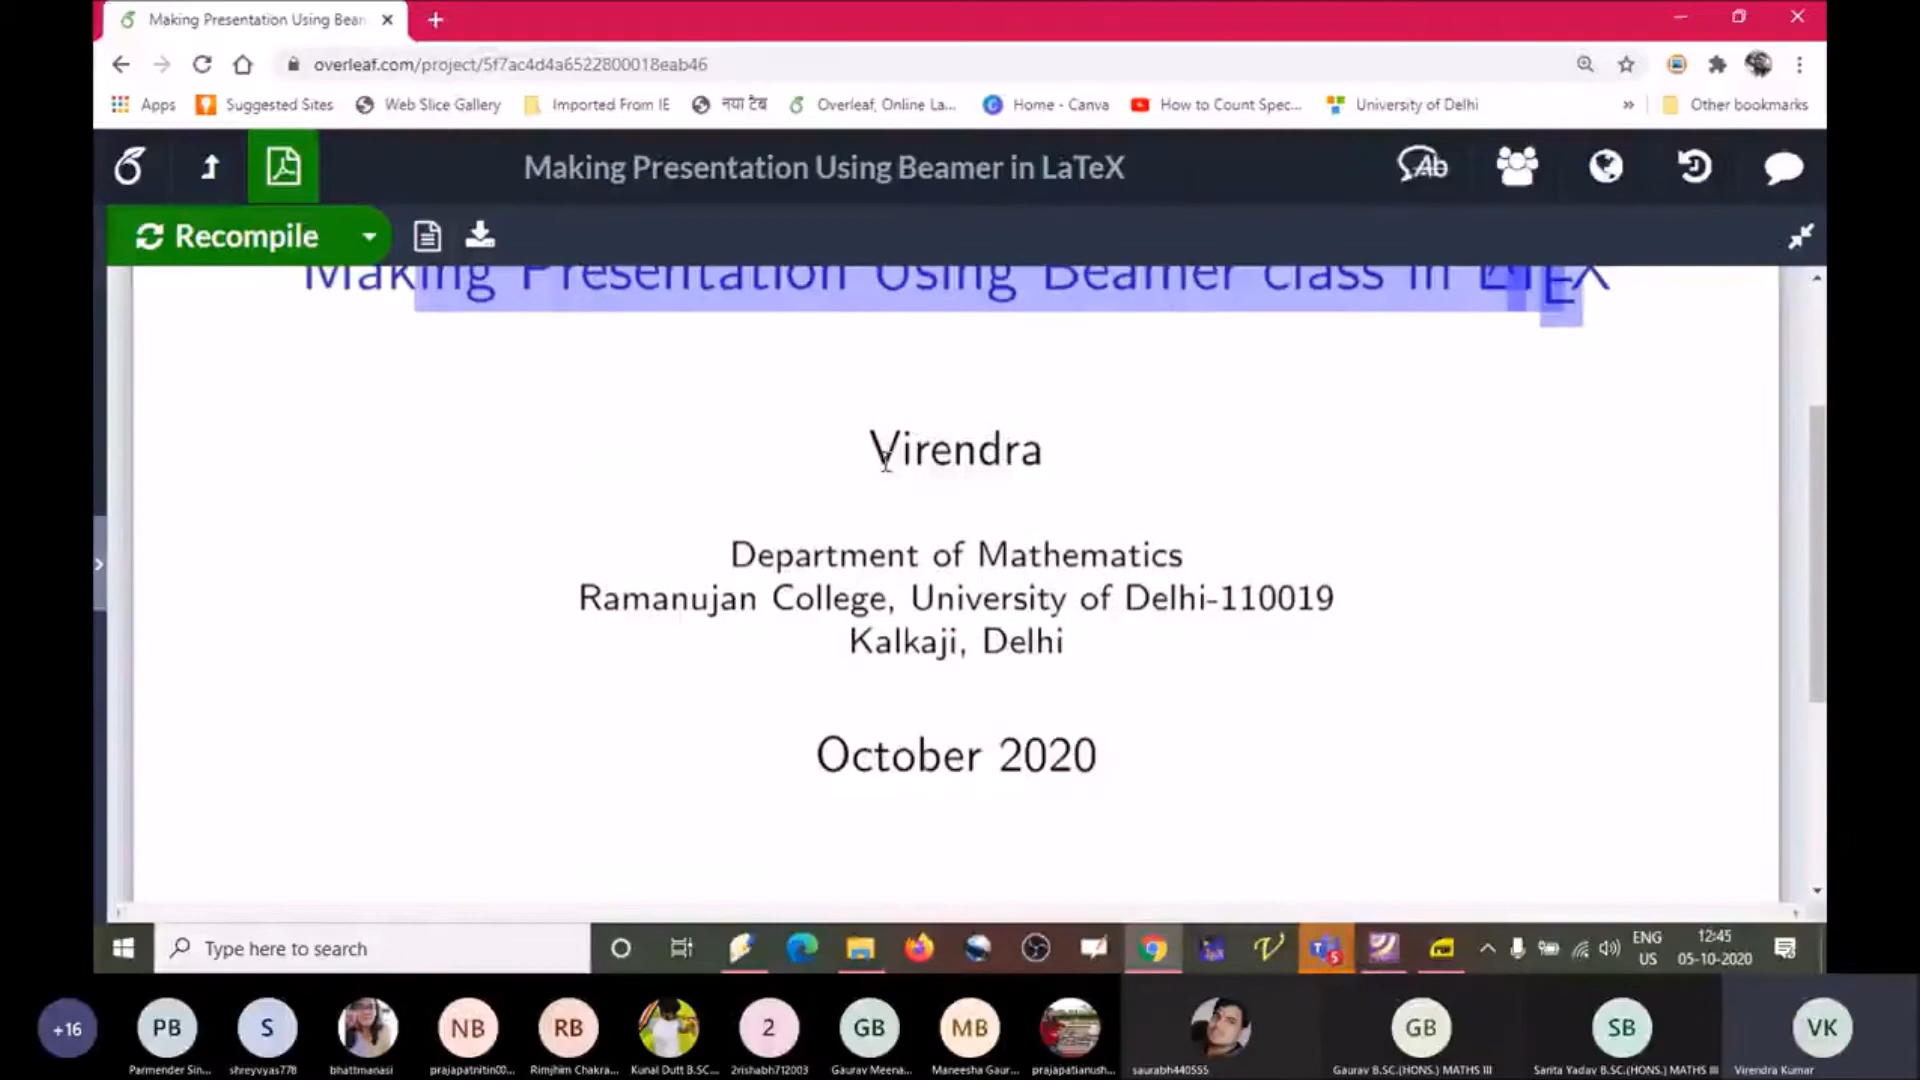 Making Presentation Using Bean
overleaf.com/project/5f7ac4d4a6522800018eab46
Apps Suggested Sites Web Slice Gallery Imported From IE नया टैब Overleaf, Online La... Home - Canva How to Count Spec... University of Delhi » Other bookmarks
Making Presentation Using Beamer in LaTeX
Ab
Recompile
Making Presentation Using Beamer class in LATEX
Virendra
Department of Mathematics
Ramanujan College, University of Delhi-110019
Kalkaji, Delhi
October 2020
Type here to search
ENG
US
12:45
05-10-2020
5
+16 PB S NB RB 2 GB MB GB SB VK
Parmender Sin... shreyvyas778 bhattmanasi prajapatnitin00... Rimjhim Chakra... Kunal Dutt B.SC... 2rishabh712003 Gaurav Meena... Maneesha Gaur... prajapatianush... saurabh440555 Gaurav B.SC.(HONS.) MATHS III Sarita Yadav B.SC.(HONS.) MATHS III Virendra Kumar